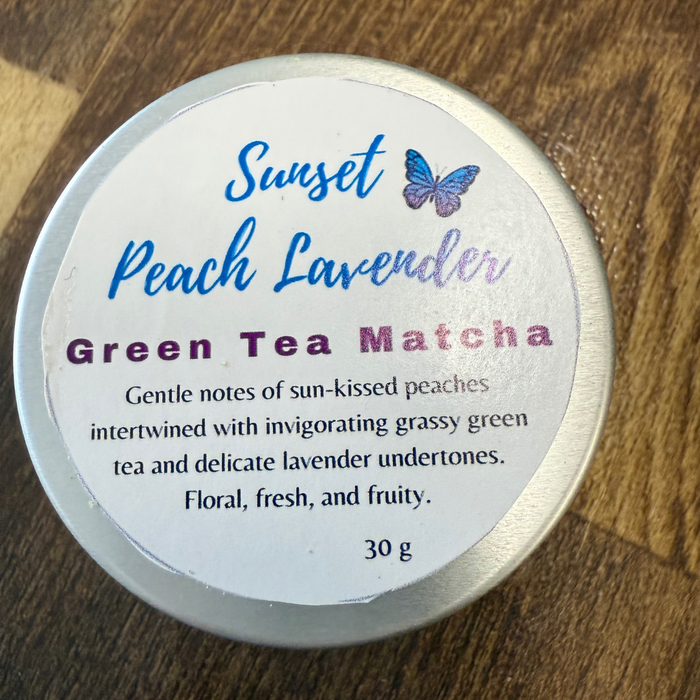 Sunset
Peach Lavender
Green Tea Matcha
Gentle notes of sun-kissed peaches
intertwined with invigorating grassy green
tea and delicate lavender undertones.
Floral, fresh, and fruity.
30 g